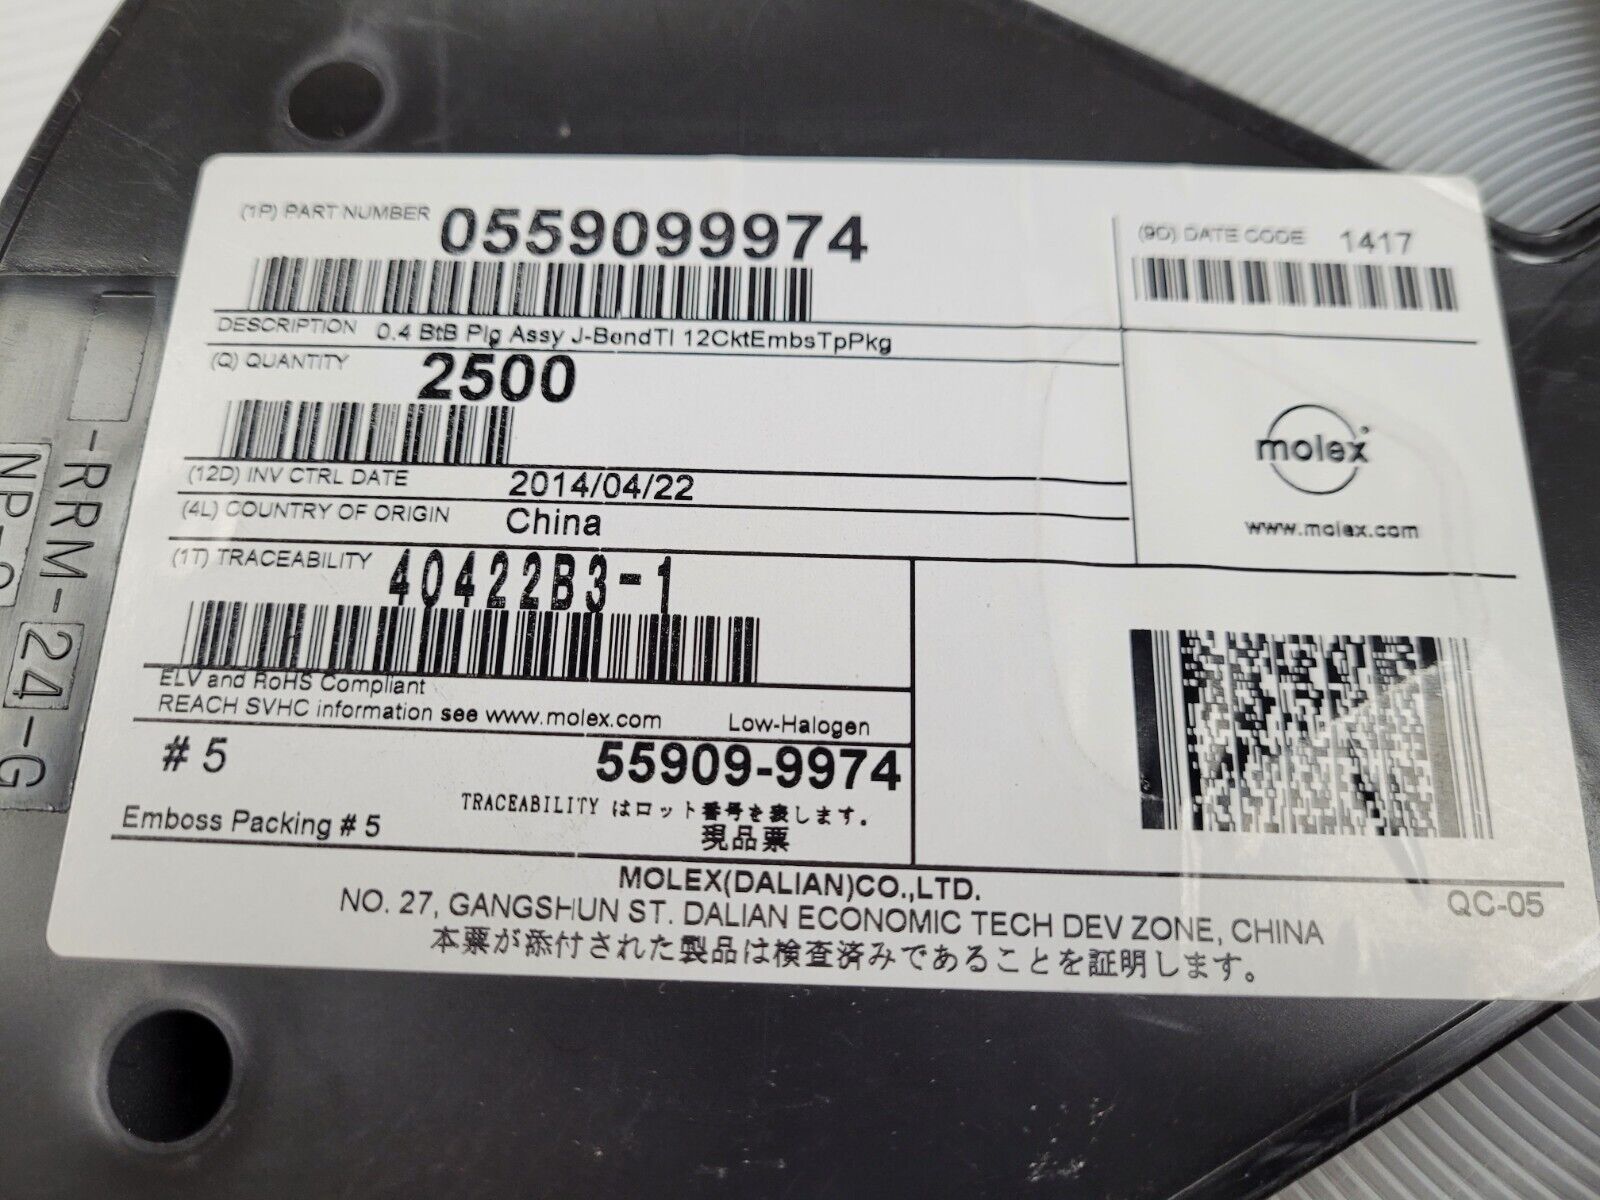 (1P) PART NUMBER 0559099974
(9D) DATE CODE 1417
DESCRIPTION 0.4 BtB Plg Assy J-BendTl 12CktEmbsTpPkg
(Q) QUANTITY 2500
molex
www.molex.com
(12D) INV CTRL DATE 2014/04/22
(4L) COUNTRY OF ORIGIN China
(1T) TRACEABILITY 40422B3-1
ELV and RoHS Compliant
REACH SVHC information see www.molex.com Low-Halogen
# 5 55909-9974
TRACEABILITY はロット番号を表します。
Emboss Packing # 5 現品票
MOLEX(DALIAN)CO.,LTD.
QC-05
NO. 27, GANGSHUN ST. DALIAN ECONOMIC TECH DEV ZONE, CHINA
本票が添付された製品は検査済みであることを証明します。
-RRM-24-G